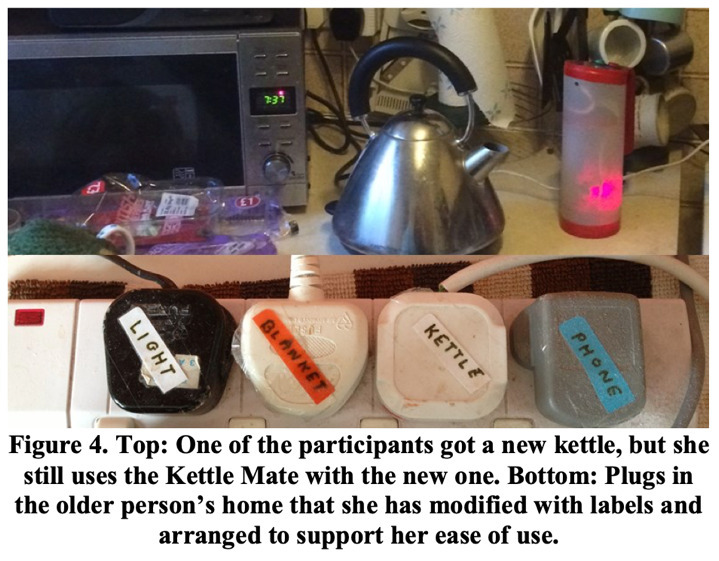 7:37
£1
£1
LIGHT
BLANKET
KETTLE
PHONE
Figure 4. Top: One of the participants got a new kettle, but she
still uses the Kettle Mate with the new one. Bottom: Plugs in
the older person’s home that she has modified with labels and
arranged to support her ease of use.